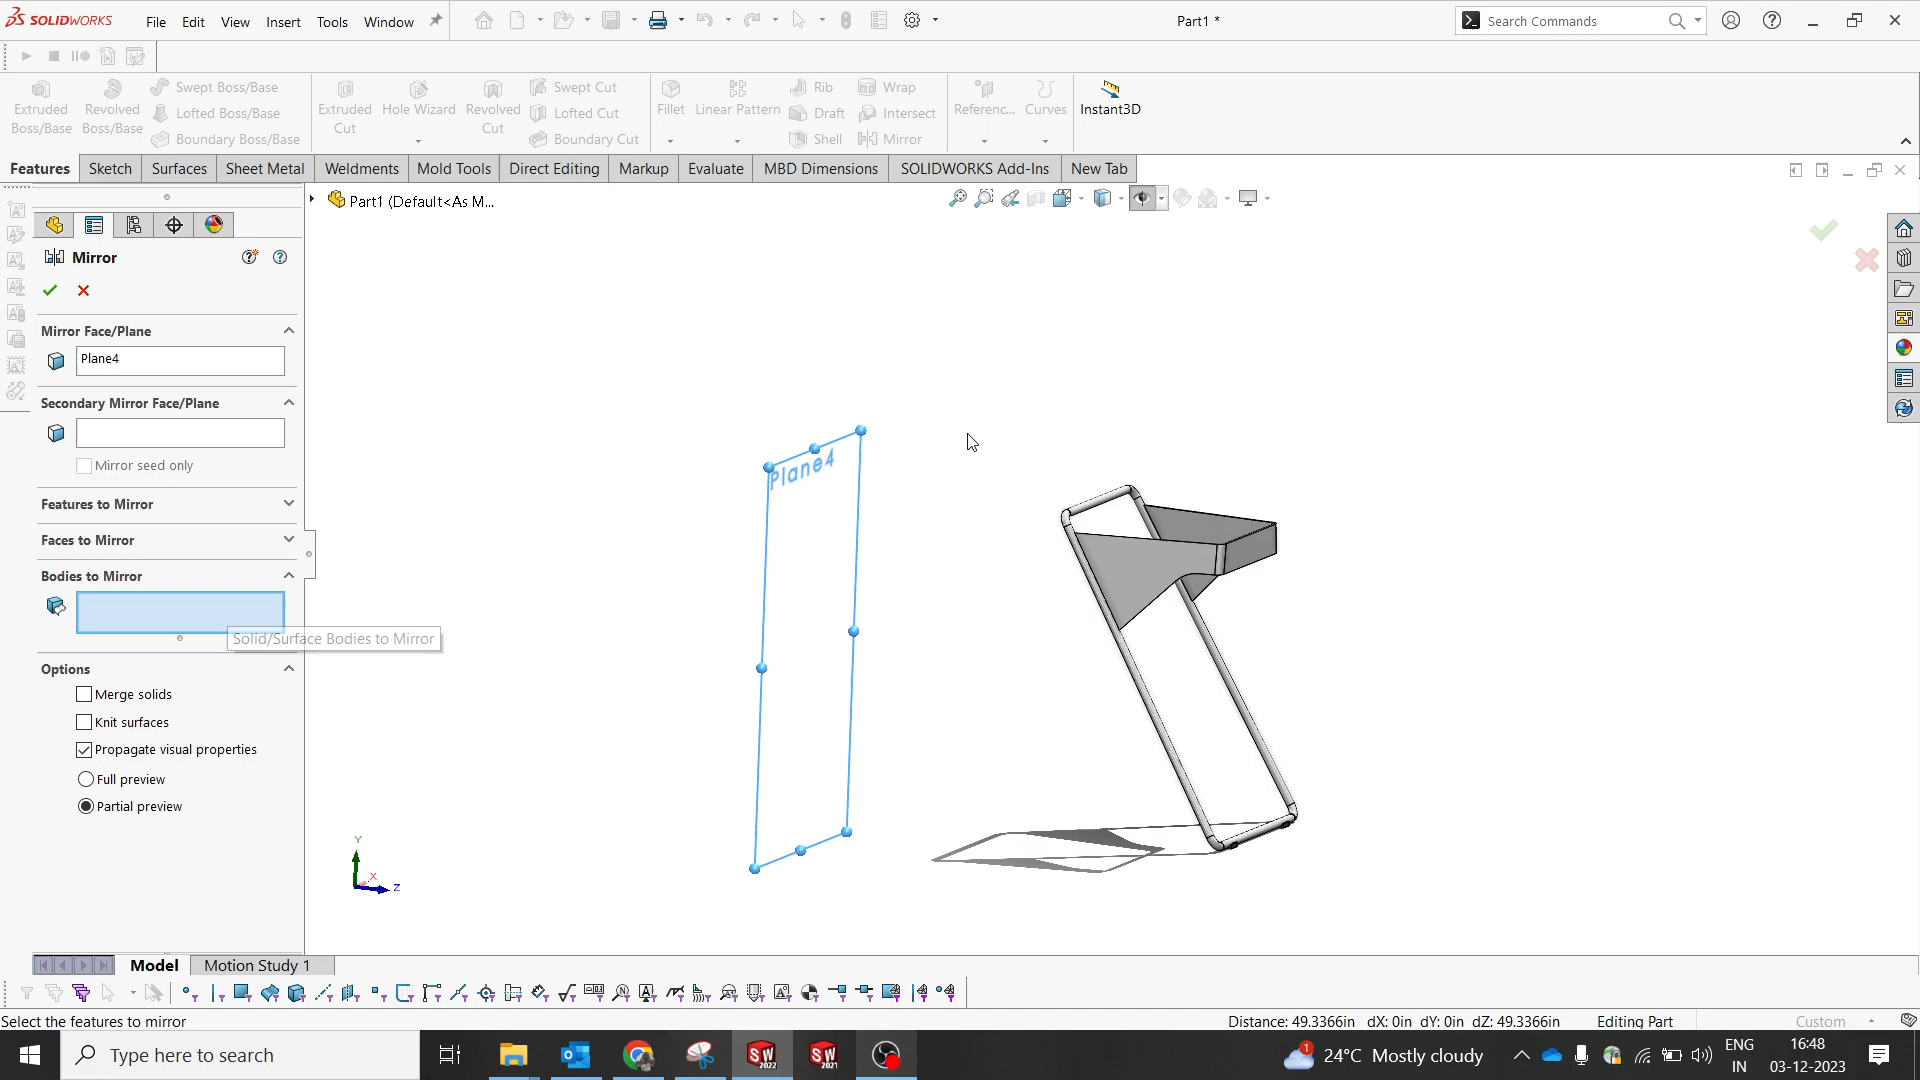 SOLIDWORKS File Edit View Insert Tools Window Part1 * Search Commands
Extruded Boss/Base
Revolved Boss/Base
Swept Boss/Base
Lofted Boss/Base
Boundary Boss/Base
Extruded Cut
Hole Wizard
Revolved Cut
Swept Cut
Lofted Cut
Boundary Cut
Fillet
Linear Pattern
Rib
Draft
Shell
Wrap
Intersect
Mirror
Referenc...
Curves
Instant3D
Features Sketch Surfaces Sheet Metal Weldments Mold Tools Direct Editing Markup Evaluate MBD Dimensions SOLIDWORKS Add-Ins New Tab
Part1 (Default<As M...
Mirror
Mirror Face/Plane
Plane4
Secondary Mirror Face/Plane
Mirror seed only
Features to Mirror
Faces to Mirror
Bodies to Mirror
Solid/Surface Bodies to Mirror
Options
Merge solids
Knit surfaces
Propagate visual properties
Full preview
Partial preview
Plane4
Y
X
Z
Model Motion Study 1
Select the features to mirror Distance: 49.3366in dX: 0in dY: 0in dZ: 49.3366in Editing Part Custom
Type here to search
SW 2022
SW 2021
1
24°C Mostly cloudy
ENG
IN
16:48
03-12-2023